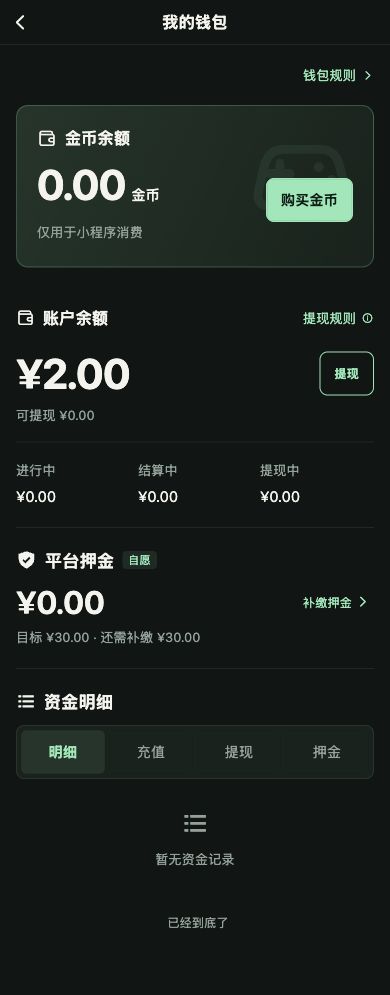 我的钱包
钱包规则
金币余额
0.00 金币
购买金币
仅用于小程序消费
账户余额
提现规则
¥2.00
提现
可提现 ¥0.00
进行中 结算中 提现中
¥0.00 ¥0.00 ¥0.00
平台押金 自愿
¥0.00
补缴押金
目标 ¥30.00 · 还需补缴 ¥30.00
资金明细
明细 充值 提现 押金
暂无资金记录
已经到底了